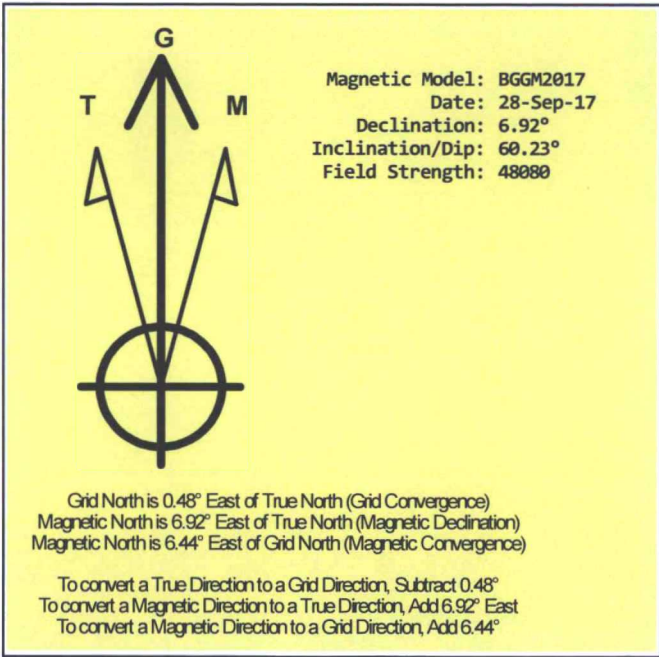 G
T M
Magnetic Model: BGGM2017
Date: 28-Sep-17
Declination: 6.92°
Inclination/Dip: 60.23°
Field Strength: 48080
Grid North is 0.48° East of True North (Grid Convergence)
Magnetic North is 6.92° East of True North (Magnetic Declination)
Magnetic North is 6.44° East of Grid North (Magnetic Convergence)
To convert a True Direction to a Grid Direction, Subtract 0.48°
To convert a Magnetic Direction to a True Direction, Add 6.92° East
To convert a Magnetic Direction to a Grid Direction, Add 6.44°